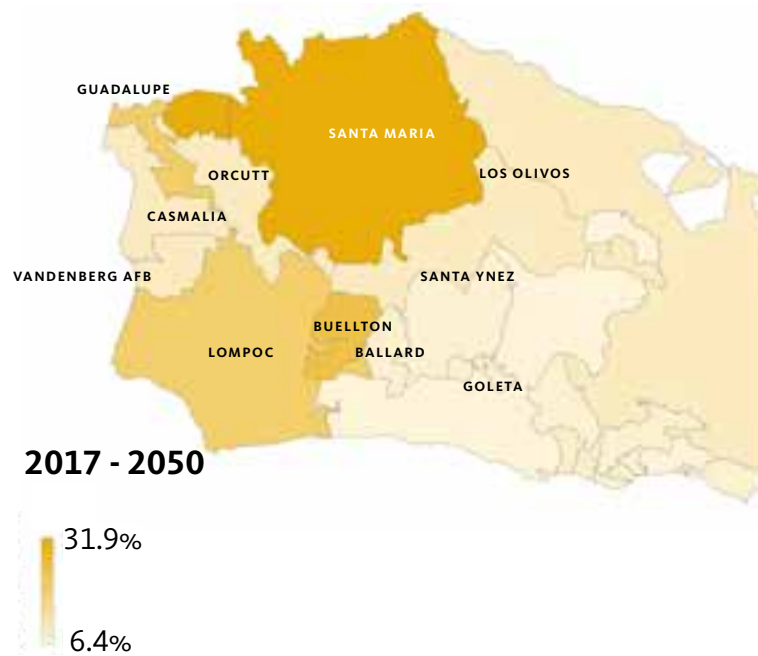 GUADALUPE
SANTA MARIA
ORCUTT
LOS OLIVOS
CASMALIA
VANDENBERG AFB
SANTA YNEZ
BUELLTON
LOMPOC
BALLARD
GOLETA
2017 - 2050
31.9%
6.4%